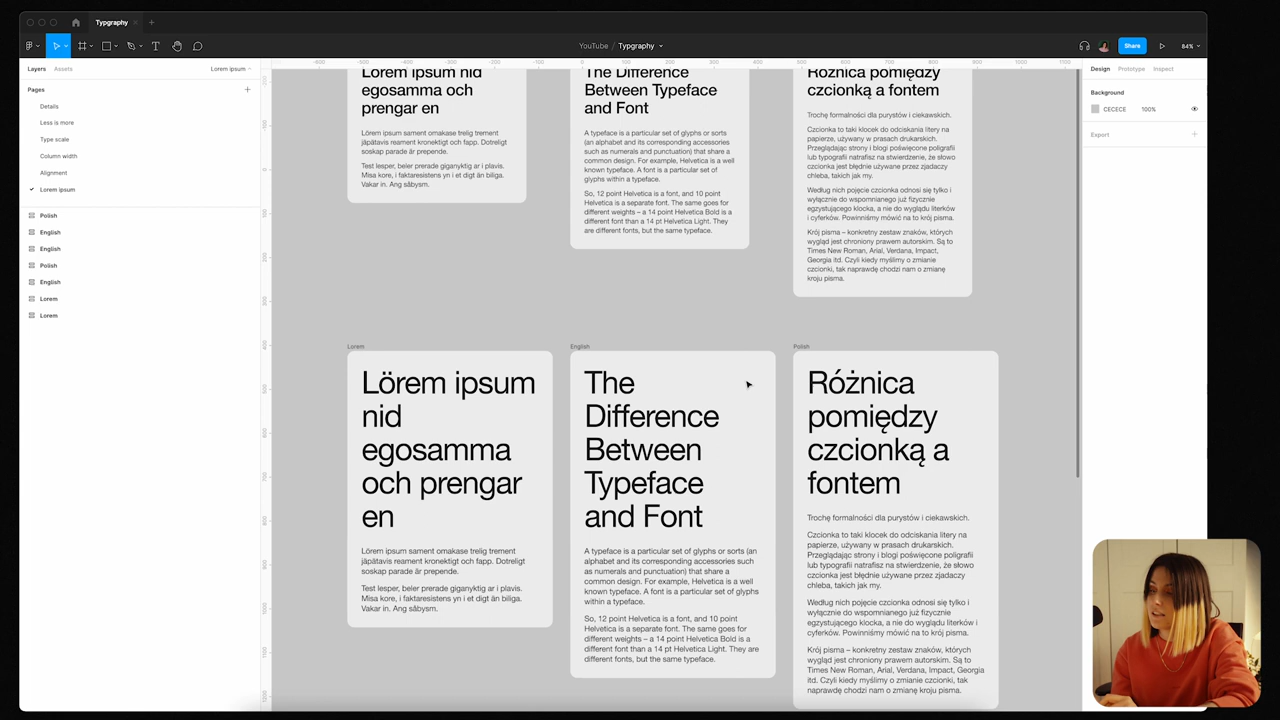 Typgraphy
YouTube / Typgraphy
Share
84%
Layers
Assets
Lorem ipsum
Pages
Details
Less is more
Type scale
Column width
Alignment
Lorem ipsum
Polish
English
English
Polish
English
Lorem
Lorem
Lorem ipsum nid
egosamma och
prengar en
Lörem ipsum sament omakase trelig trement
jäpätavis reament kronektigt och fapp. Dotreligt
soskap parada är prepende.
Test lesper, beler prerade giganyktig ar i plavis.
Misa kore, i faktaresistens yn i et digt än biliga.
Vakar in. Ang såbysm.
The Difference
Between Typeface
and Font
A typeface is a particular set of glyphs or sorts
(an alphabet and its corresponding accessories
such as numerals and punctuation) that share a
common design. For example, Helvetica is a well
known typeface. A font is a particular set of
glyphs within a typeface.
So, 12 point Helvetica is a font, and 10 point
Helvetica is a separate font. The same goes for
different weights – a 14 point Helvetica Bold is a
different font than a 14 pt Helvetica Light. They
are different fonts, but the same typeface.
Różnica pomiędzy
czcionką a fontem
Trochę formalności dla purystów i ciekawskich.
Czcionka to taki klocek do odciskania litery na
papierze, używany w prasach drukarskich.
Przeglądając strony i blogi poświęcone poligrafii
lub typografii natrafisz na stwierdzenie, że słowo
czcionka jest błędnie używane przez zjadaczy
chleba, takich jak my.
Według nich pojęcie czcionka odnosi się tylko i
wyłącznie do wspomnianego już fizycznie
egzystującego klocka, a nie do wyglądu literków
i cyferków. Powinniśmy mówić na to krój pisma.
Krój pisma – konkretny zestaw znaków, których
wygląd jest chroniony prawem autorskim. Są to
Times New Roman, Arial, Verdana, Impact,
Georgia itd. Czyli kiedy myślimy o zmianie
czcionki, tak naprawdę chodzi nam o zmianę
kroju pisma.
Lorem
Lörem ipsum
nid
egosamma
och prengar
en
Lörem ipsum sament omakase trelig trement
jäpätavis reament kronektigt och fapp. Dotreligt
soskap parada är prepende.
Test lesper, beler prerade giganyktig ar i plavis.
Misa kore, i faktaresistens yn i et digt än biliga.
Vakar in. Ang såbysm.
English
The
Difference
Between
Typeface
and Font
A typeface is a particular set of glyphs or sorts (an
alphabet and its corresponding accessories such
as numerals and punctuation) that share a
common design. For example, Helvetica is a well
known typeface. A font is a particular set of glyphs
within a typeface.
So, 12 point Helvetica is a font, and 10 point
Helvetica is a separate font. The same goes for
different weights – a 14 point Helvetica Bold is a
different font than a 14 pt Helvetica Light. They are
different fonts, but the same typeface.
Polish
Różnica
pomiędzy
czcionką a
fontem
Trochę formalności dla purystów i ciekawskich.
Czcionka to taki klocek do odciskania litery na
papierze, używany w prasach drukarskich.
Przeglądając strony i blogi poświęcone poligrafii
lub typografii natrafisz na stwierdzenie, że słowo
czcionka jest błędnie używane przez zjadaczy
chleba, takich jak my.
Według nich pojęcie czcionka odnosi się tylko i
wyłącznie do wspomnianego już fizycznie
egzystującego klocka, a nie do wyglądu literków i
cyferków. Powinniśmy mówić na to krój pisma.
Krój pisma – konkretny zestaw znaków, których
wygląd jest chroniony prawem autorskim. Są to
Times New Roman, Arial, Verdana, Impact, Georgia
itd. Czyli kiedy myślimy o zmianie czcionki, tak
naprawdę chodzi nam o zmianę kroju pisma.
Design
Prototype
Inspect
Background
CECECE 100%
Export